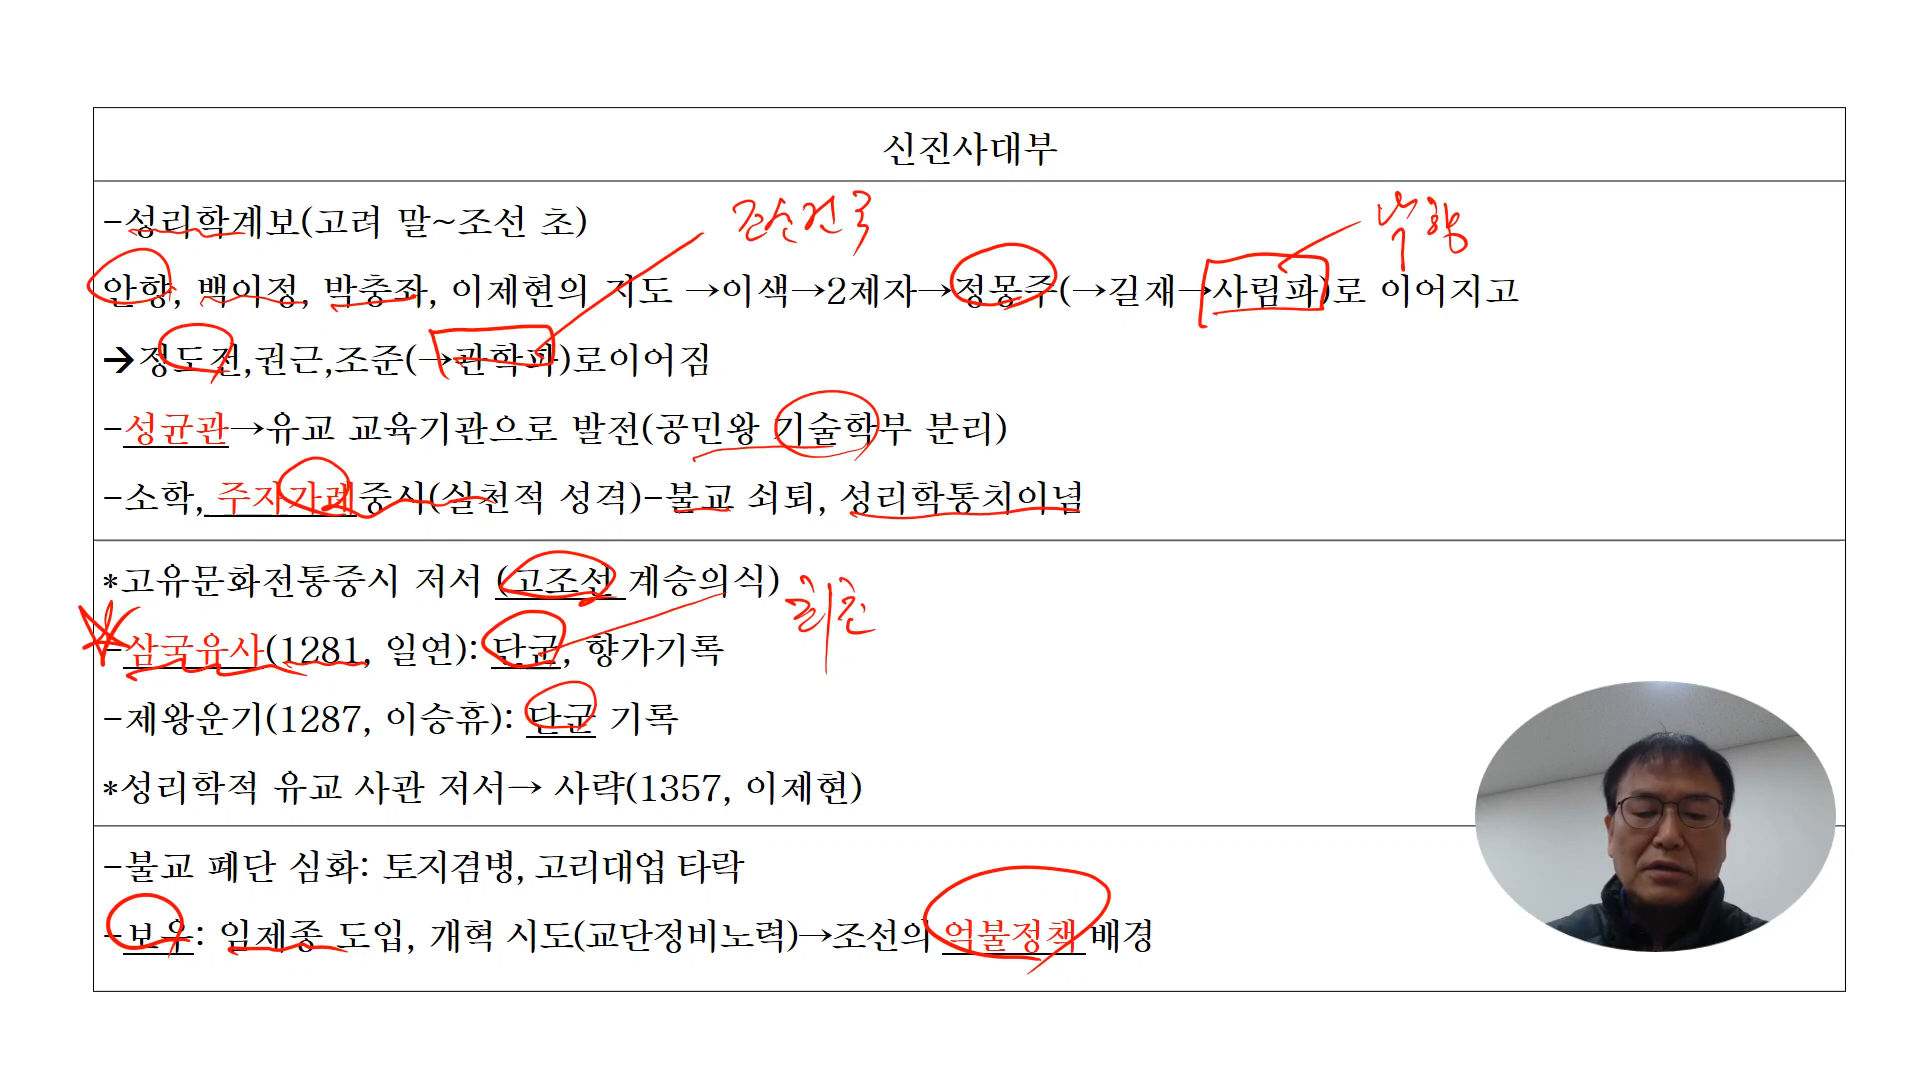 신진사대부
-성리학계보(고려 말~조선 초)
조선건국
낙향
안향, 백이정, 박충좌, 이제현의 지도 →이색→2제자→정몽주(→길재→사림파)로 이어지고
→정도전,권근,조준(→관학파)로이어짐
-성균관→유교 교육기관으로 발전(공민왕 기술학부 분리)
-소학, 주자가례중시(실천적 성격)-불교 쇠퇴, 성리학통치이념
*고유문화전통중시 저서 (고조선 계승의식)
최초
-삼국유사(1281, 일연): 단군, 향가기록
-제왕운기(1287, 이승휴): 단군 기록
*성리학적 유교 사관 저서→ 사략(1357, 이제현)
-불교 폐단 심화: 토지겸병, 고리대업 타락
-보우: 임제종 도입, 개혁 시도(교단정비노력)→조선의 억불정책 배경